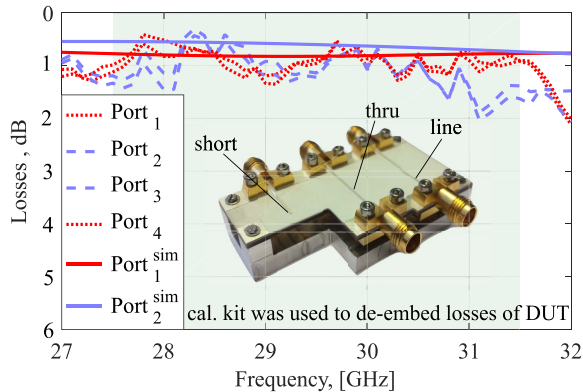 0
1
2
3
4
5
6
Losses , dB
Port 1
Port 2
Port 3
Port 4
Port 1 sim
Port 2 sim
short
thru
line
cal. kit was used to de-embed losses of DUT
27 28 29 30 31 32
Frequency, [GHz]